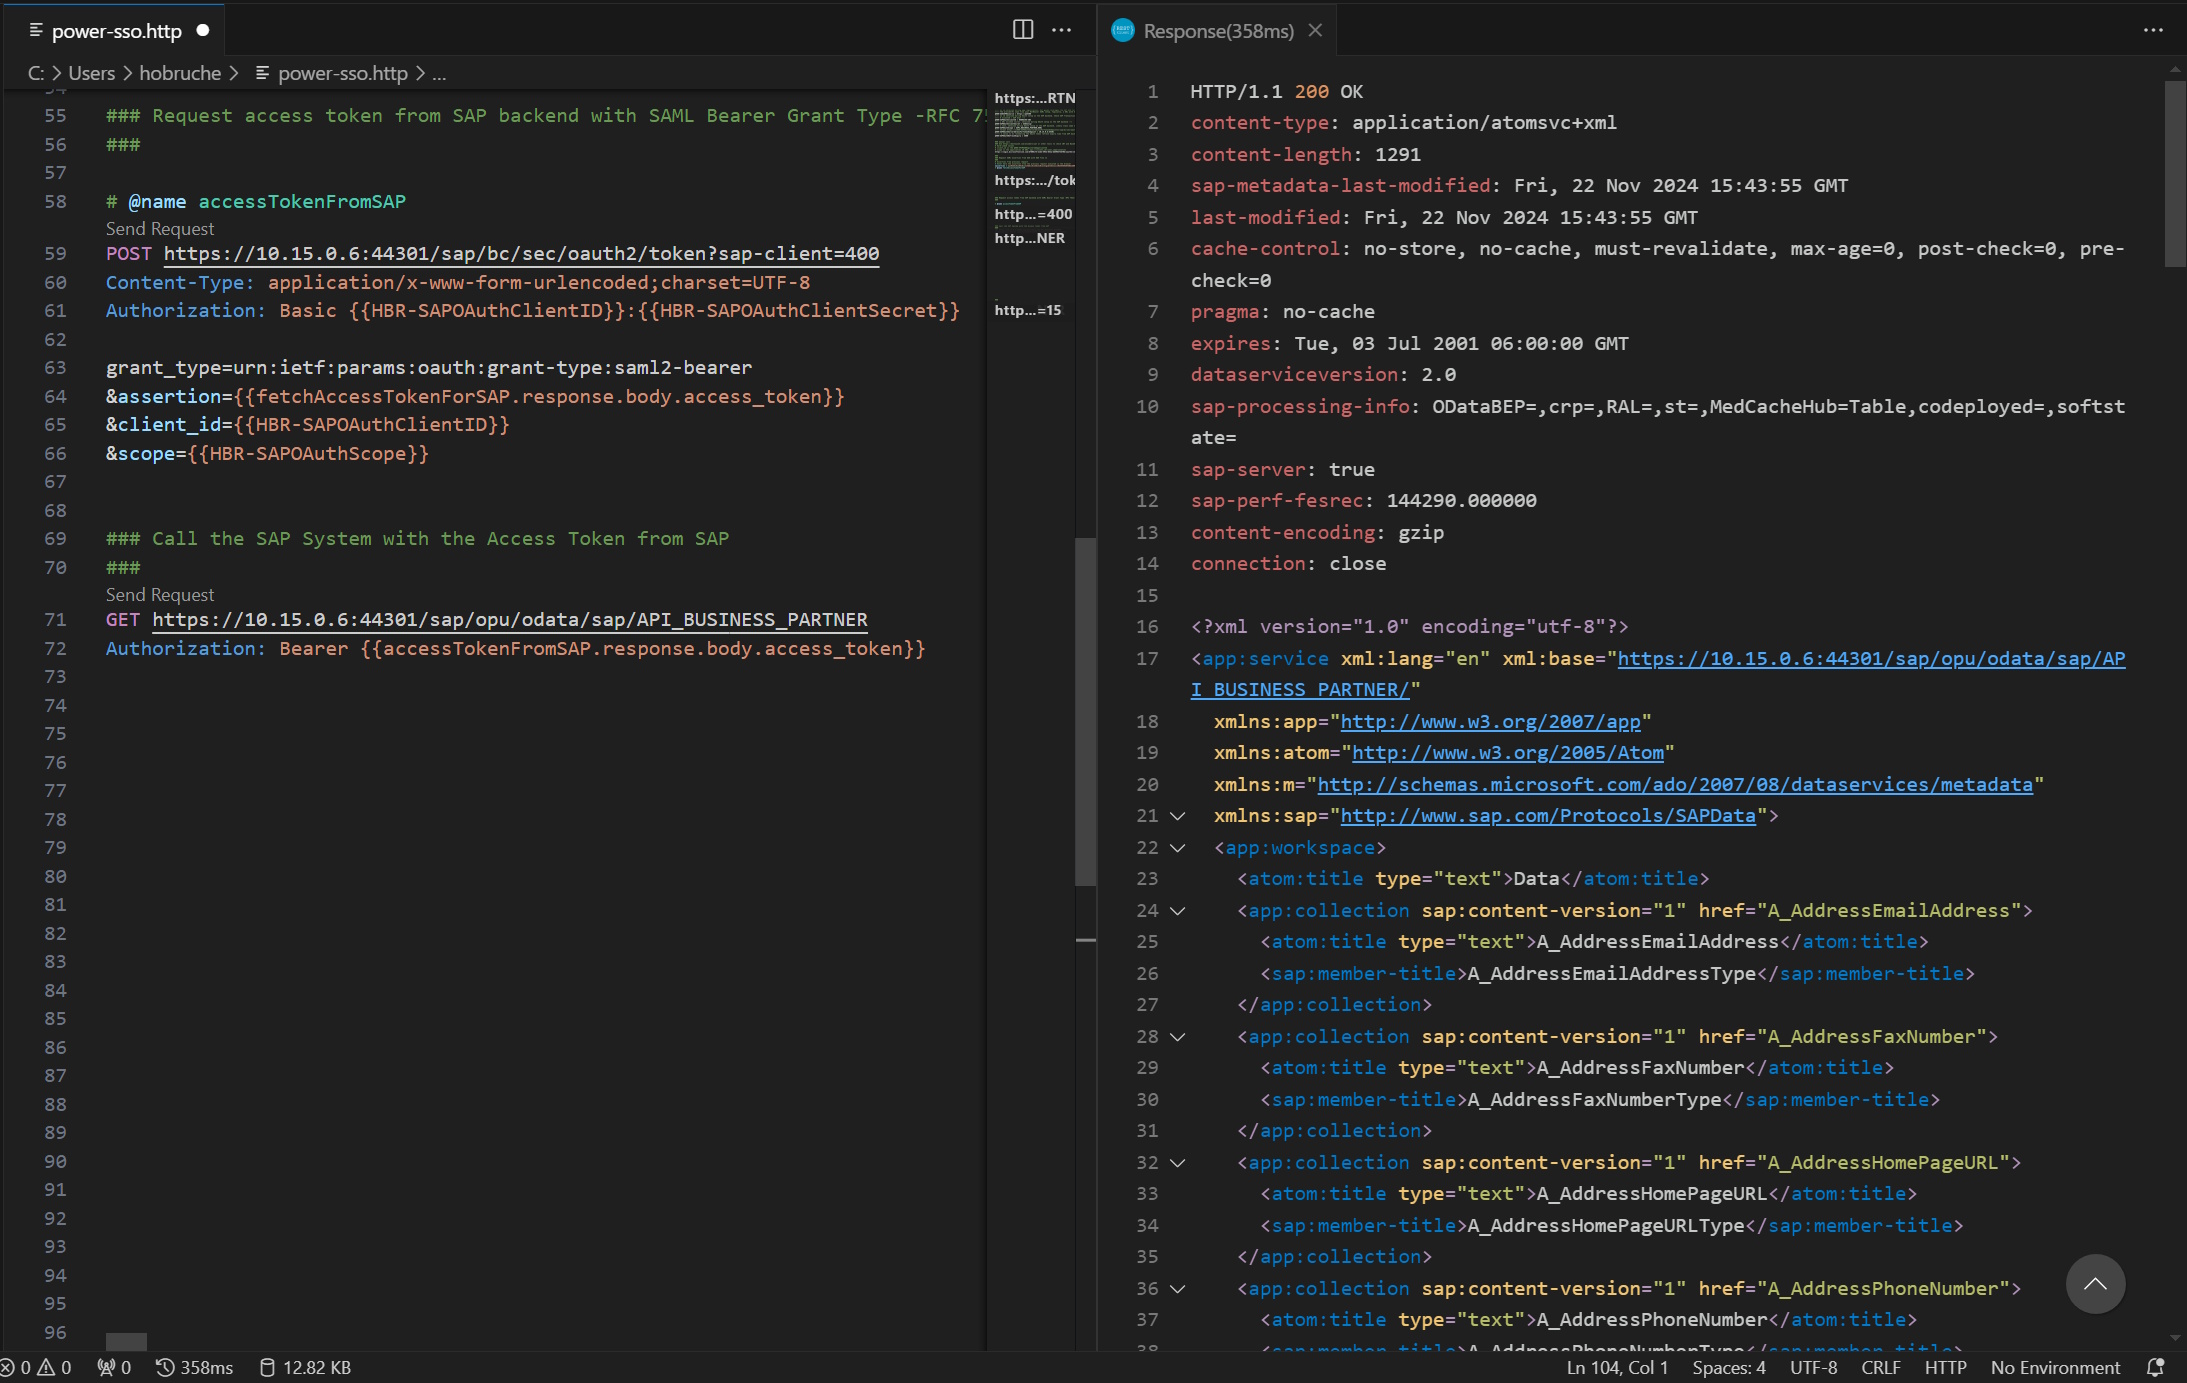 power-sso.http
C: > Users > hobruche > power-sso.http > ...
54
55 ### Request access token from SAP backend with SAML Bearer Grant Type -RFC
56 ###
57
58 # @name accessTokenFromSAP
Send Request
59 POST https://10.15.0.6:44301/sap/bc/sec/oauth2/token?sap-client=400
60 Content-Type: application/x-www-form-urlencoded;charset=UTF-8
61 Authorization: Basic {{HBR-SAPOAuthClientID}}:{{HBR-SAPOAuthClientSecret}}
62
63 grant_type=urn:ietf:params:oauth:grant-type:saml2-bearer
64 &assertion={{fetchAccessTokenForSAP.response.body.access_token}}
65 &client_id={{HBR-SAPOAuthClientID}}
66 &scope={{HBR-SAPOAuthScope}}
67
68
69 ### Call the SAP System with the Access Token from SAP
70 ###
Send Request
71 GET https://10.15.0.6:44301/sap/opu/odata/sap/API_BUSINESS_PARTNER
72 Authorization: Bearer {{accessTokenFromSAP.response.body.access_token}}
73
74
75
76
77
78
79
80
81
82
83
84
85
86
87
88
89
90
91
92
93
94
95
96
https:...RTN
https:.../tok
http...=400
http...NER
http...=15
Response(358ms)
1 HTTP/1.1 200 OK
2 content-type: application/atomsvc+xml
3 content-length: 1291
4 sap-metadata-last-modified: Fri, 22 Nov 2024 15:43:55 GMT
5 last-modified: Fri, 22 Nov 2024 15:43:55 GMT
6 cache-control: no-store, no-cache, must-revalidate, max-age=0, post-check=0, pre-
check=0
7 pragma: no-cache
8 expires: Tue, 03 Jul 2001 06:00:00 GMT
9 dataserviceversion: 2.0
10 sap-processing-info: ODataBEP=,crp=,RAL=,st=,MedCacheHub=Table,codeployed=,softst
ate=
11 sap-server: true
12 sap-perf-fesrec: 144290.000000
13 content-encoding: gzip
14 connection: close
15
16 <?xml version="1.0" encoding="utf-8"?>
17 <app:service xml:lang="en" xml:base="https://10.15.0.6:44301/sap/opu/odata/sap/AP
I_BUSINESS_PARTNER/"
18 xmlns:app="http://www.w3.org/2007/app"
19 xmlns:atom="http://www.w3.org/2005/Atom"
20 xmlns:m="http://schemas.microsoft.com/ado/2007/08/dataservices/metadata"
21 xmlns:sap="http://www.sap.com/Protocols/SAPData">
22 <app:workspace>
23 <atom:title type="text">Data</atom:title>
24 <app:collection sap:content-version="1" href="A_AddressEmailAddress">
25 <atom:title type="text">A_AddressEmailAddress</atom:title>
26 <sap:member-title>A_AddressEmailAddressType</sap:member-title>
27 </app:collection>
28 <app:collection sap:content-version="1" href="A_AddressFaxNumber">
29 <atom:title type="text">A_AddressFaxNumber</atom:title>
30 <sap:member-title>A_AddressFaxNumberType</sap:member-title>
31 </app:collection>
32 <app:collection sap:content-version="1" href="A_AddressHomePageURL">
33 <atom:title type="text">A_AddressHomePageURL</atom:title>
34 <sap:member-title>A_AddressHomePageURLType</sap:member-title>
35 </app:collection>
36 <app:collection sap:content-version="1" href="A_AddressPhoneNumber">
37 <atom:title type="text">A_AddressPhoneNumber</atom:title>
38 <sap:member-title>A_AddressPhoneNumberType</sap:member-title>
0 0 0 358ms 12.82 KB
Ln 104, Col 1 Spaces: 4 UTF-8 CRLF HTTP No Environment